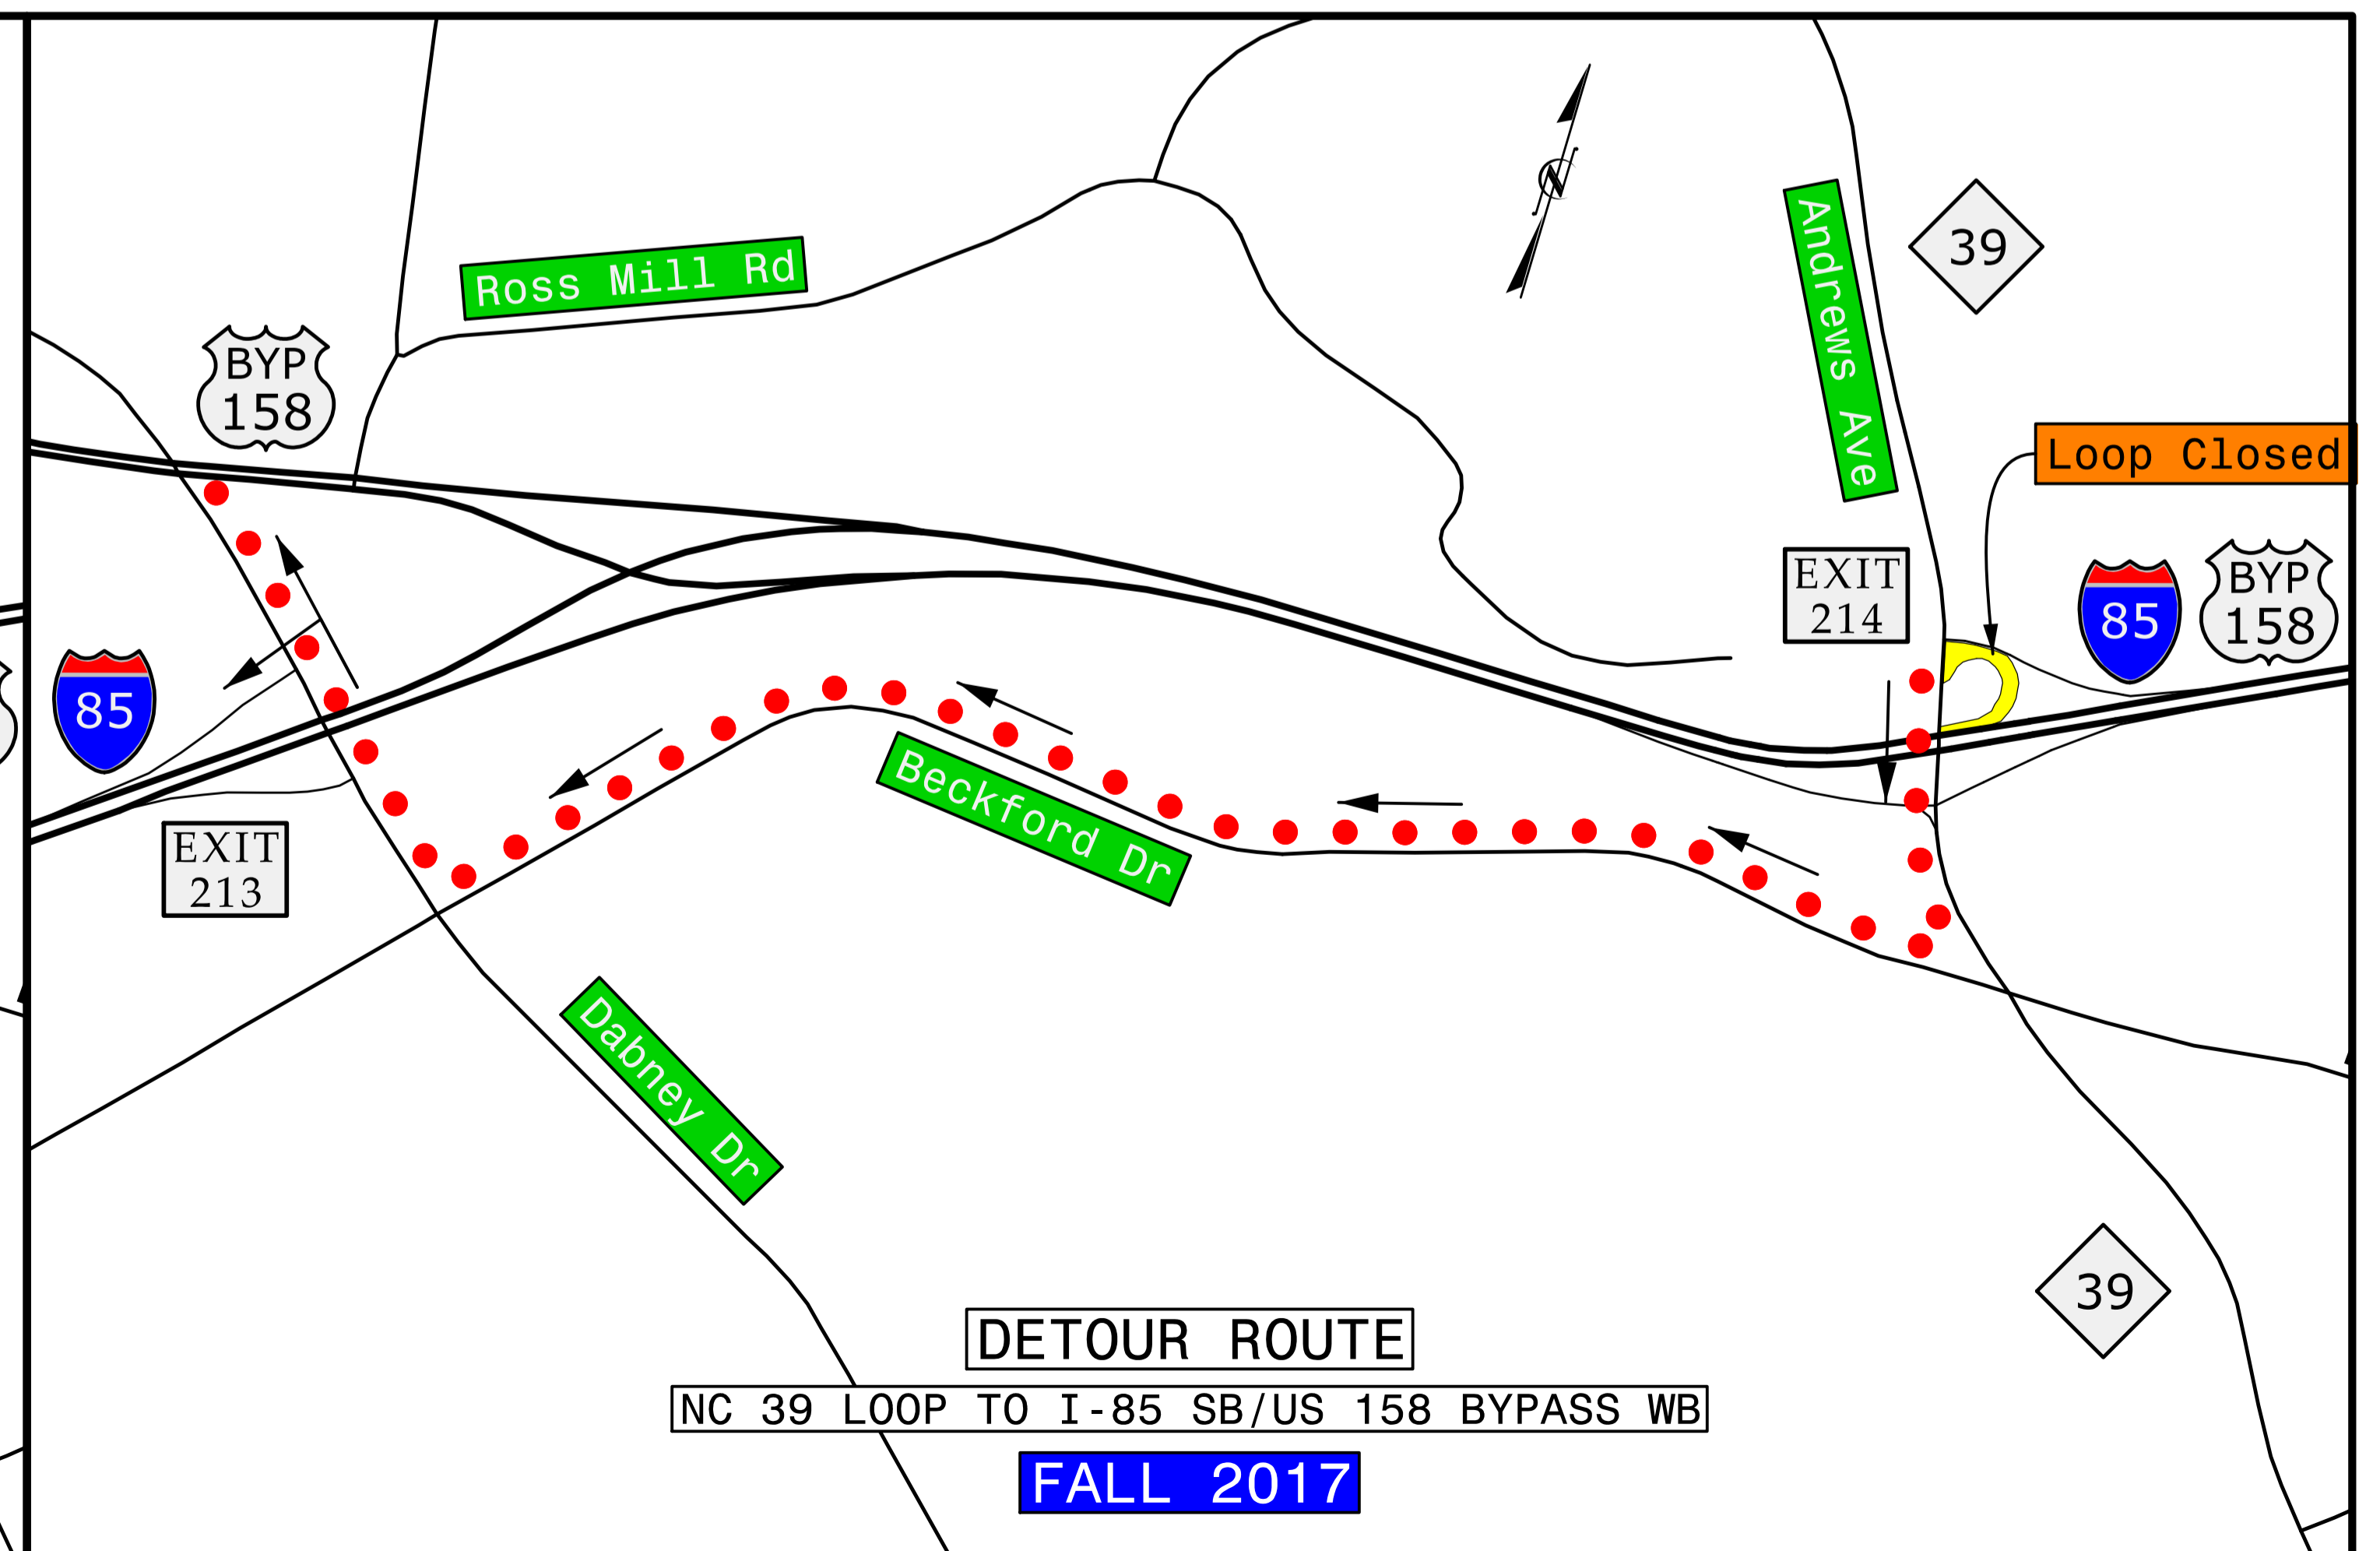 N
39
Andrews Ave
Ross Mill Rd
BYP
158
Loop Closed
EXIT
214
85
BYP
158
85
Beckford Dr
EXIT
213
Dabney Dr
39
DETOUR ROUTE
NC 39 LOOP TO I-85 SB/US 158 BYPASS WB
FALL 2017